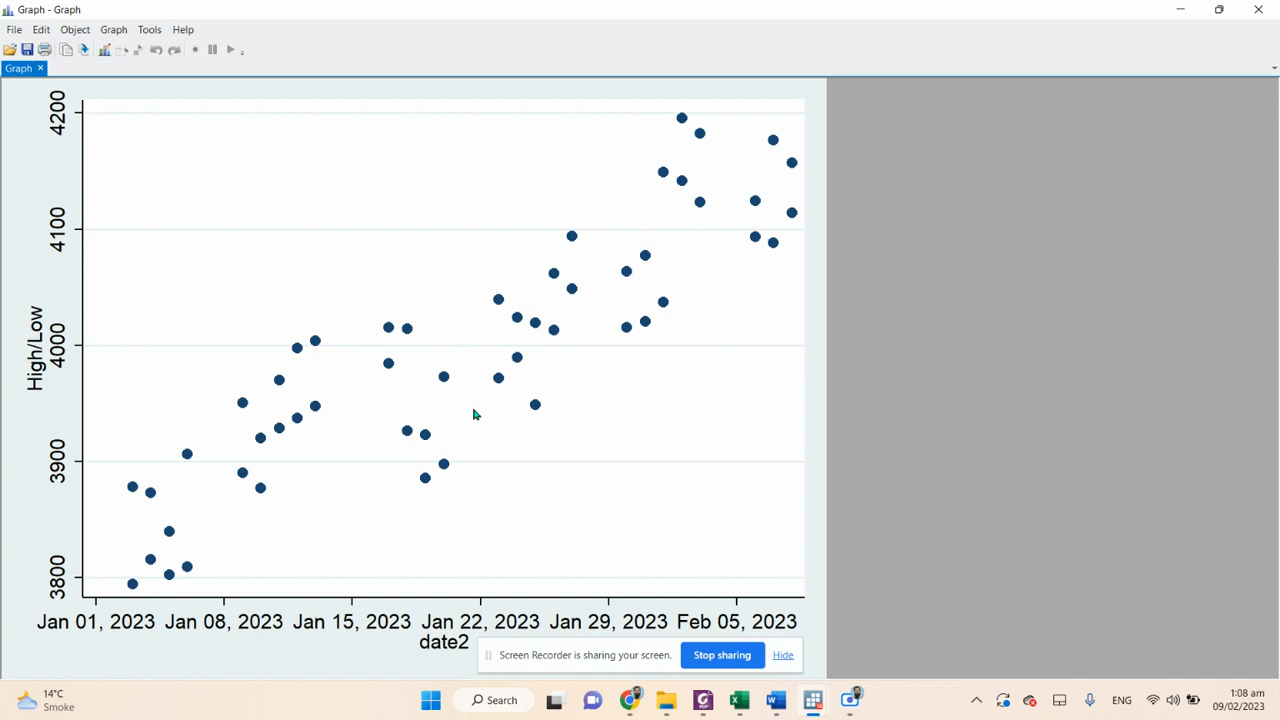 Graph - Graph
File Edit Object Graph Tools Help
Graph ×
4200
4100
4000
3900
3800
High/Low
Jan 01, 2023 Jan 08, 2023 Jan 15, 2023 Jan 22, 2023 Jan 29, 2023 Feb 05, 2023
date2
Screen Recorder is sharing your screen. Stop sharing Hide
14°C
Smoke
Search
ENG
1:08 am
09/02/2023